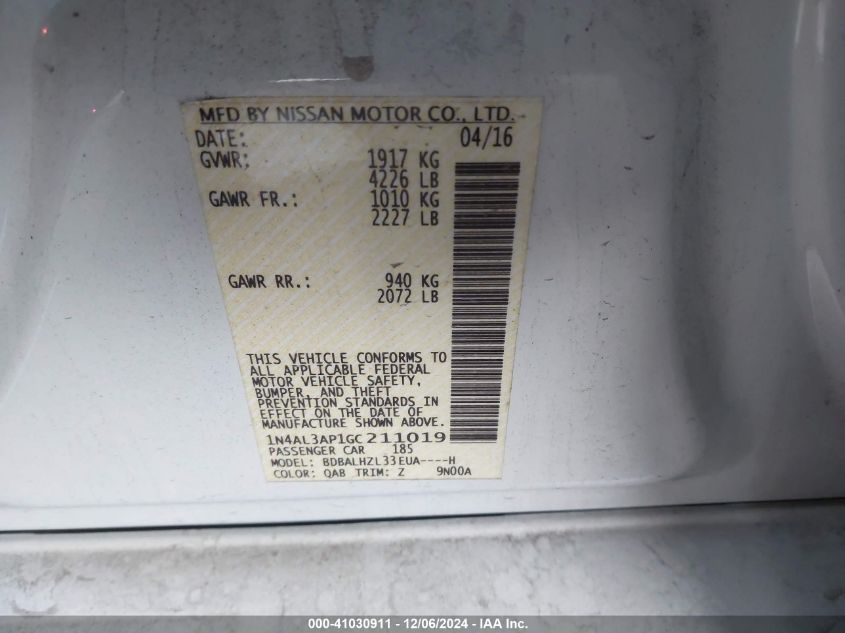 MFD BY NISSAN MOTOR CO., LTD.
DATE: 04/16
GVWR: 1917 KG
4226 LB
GAWR FR.: 1010 KG
2227 LB
GAWR RR.: 940 KG
2072 LB
THIS VEHICLE CONFORMS TO
ALL APPLICABLE FEDERAL
MOTOR VEHICLE SAFETY,
BUMPER, AND THEFT
PREVENTION STANDARDS IN
EFFECT ON THE DATE OF
MANUFACTURE SHOWN ABOVE.
1N4AL3AP1GC211019
PASSENGER CAR 185
MODEL: BDBALHZL33EUA----H
COLOR: QAB TRIM: Z 9N00A
000-41030911 - 12/06/2024 - IAA Inc.